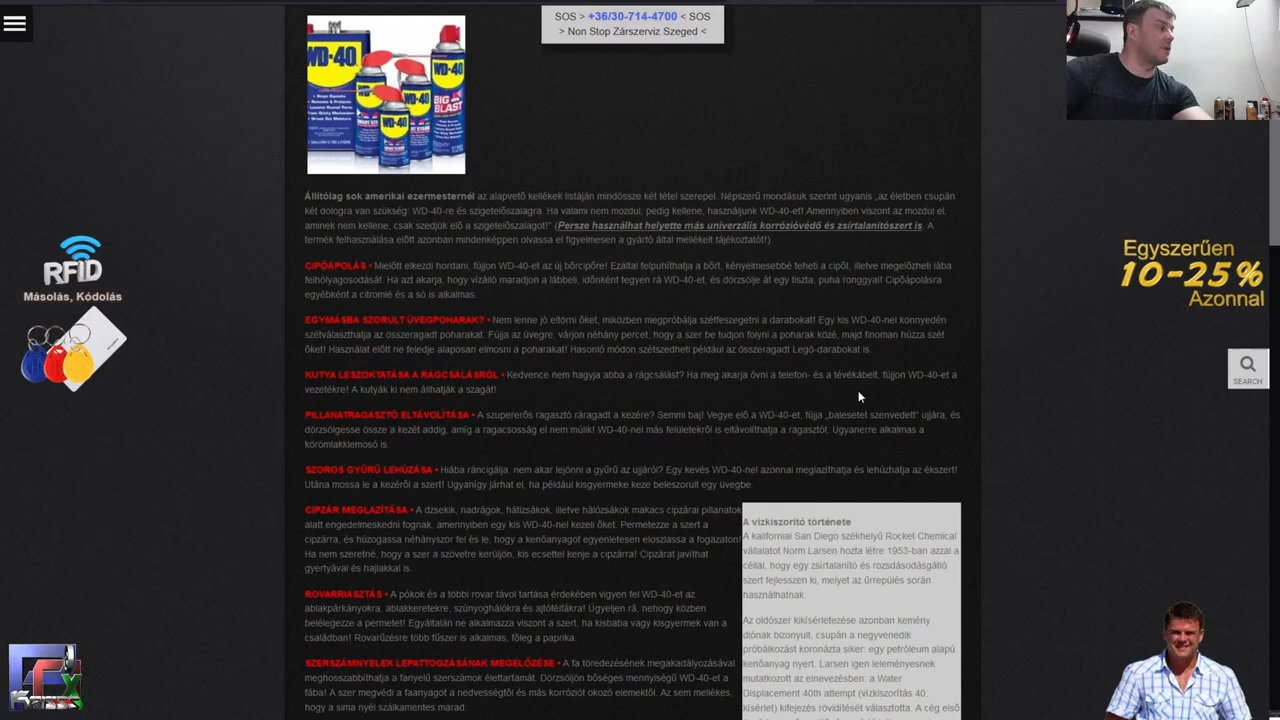 SOS > +36/30-714-4700 < SOS
> Non Stop Zárszerviz Szeged <
WD-40
WD-40
BIG BLAST
Állítólag sok amerikai ezermesternél az alapvető kellékek listáján mindössze két tétel szerepel. Népszerű mondásuk szerint ugyanis „az életben csupán
két dologra van szükség: WD-40-re és szigetelőszalagra. Ha valami nem mozdul, pedig kellene, használjunk WD-40-et! Amennyiben viszont az mozdul el,
aminek nem kellene, csak szedjük elő a szigetelőszalagot!" (Persze használhat helyette más univerzális korrózióvédő és zsírtalanítószert is. A
termék felhasználása előtt azonban mindenképpen olvassa ei figyelmesen a gyártó által mellékelt tájékoztatót!)
CIPŐÁPOLÁS • Mielőtt elkezdi hordani, fújjon WD-40-et az új bőrcipőre! Ezáltal felpuhíthatja a bőrt, kényelmesebbé teheti a cipőt, illetve megelőzheti lába
felhólyagosodását. Ha azt akarja, hogy vízálló maradjon a lábbeli, időnként tegyen rá WD-40-et, és dörzsölje át egy tiszta, puha ronggyal! Cipőápolásra
egyébként a citromlé és a só is alkalmas.
EGYMÁSBA SZORULT ÜVEGPOHARAK? • Nem lenne jó eltörni őket, miközben megpróbálja szétfeszegetni a darabokat! Egy kis WD-40-nel könnyedén
szétválaszthatja az összeragadt poharakat. Fújja az üvegre, várjon néhány percet, hogy a szer be tudjon folyni a poharak közé, majd finoman húzza szét
őket! Használat előtt ne feledje alaposan elmosni a poharakat! Hasonló módon szétszedheti például az összeragadt Legó-darabokat is.
KUTYA LESZOKTATÁSA A RÁGCSÁLÁSRÓL • Kedvence nem hagyja abba a rágcsálást? Ha meg akarja óvni a telefon- és a tévékábelt, fújjon WD-40-et a
vezetékre! A kutyák ki nem állhatják a szagát!
PILLANATRAGASZTÓ ELTÁVOLÍTÁSA • A szupererős ragasztó ráragadt a kezére? Semmi baj! Vegye elő a WD-40-et, fújja „balesetet szenvedett" ujjára, és
dörzsölgesse össze a kezét addig, amíg a ragacsosság el nem múlik! WD-40-nel más felületekről is eltávolíthatja a ragasztót. Ugyanerre alkalmas a
körömlakklemosó is.
SZOROS GYŰRŰ LEHÚZÁSA • Hiába ráncigálja, nem akar lejönni a gyűrű az ujjáról? Egy kevés WD-40-nel azonnal meglazíthatja és lehúzhatja az ékszert!
Utána mossa le a kezéről a szert! Ugyanígy járhat el, ha például kisgyermeke keze beleszorult egy üvegbe.
CIPZÁR MEGLAZÍTÁSA • A dzsekik, nadrágok, hátizsákok, illetve hálózsákok makacs cipzárai pillanatok
alatt engedelmeskedni fognak, amennyiben egy kis WD-40-nel kezeli őket. Permetezze a szert a
cipzárra, és húzogassa néhányszor fel és le, hogy a kenőanyagot egyenletesen eloszlassa a fogazaton!
Ha nem szeretné, hogy a szer a szövetre kerüljön, kis ecsettel kenje a cipzárra! Cipzárat javíthat
gyertyával és hajlakkal is.
ROVARRIASZTÁS • A pókok és a többi rovar távol tartása érdekében vigyen fel WD-40-et az
ablakpárkányokra, ablakkeretekre, szúnyoghálókra és ajtófélfákra! Ügyeljen rá, nehogy közben
belélegezze a permetet! Egyáltalán ne alkalmazza viszont a szert, ha kisbaba vagy kisgyermek van a
családban! Rovarűzésre több fűszer is alkalmas, főleg a paprika.
SZERSZÁMNYELEK LEPATTOGZÁSÁNAK MEGELŐZÉSE • A fa töredezésének megakadályozásával
meghosszabbíthatja a fanyelű szerszámok élettartamát. Dörzsöljön bőséges mennyiségű WD-40-et a
fába! A szer megvédi a faanyagot a nedvességtől és más korróziót okozó elemektől. Az sem mellékes,
hogy a sima nyél szálkamentes marad.
A vízkiszorító története
A kaliforniai San Diego székhelyű Rocket Chemical
vállalatot Norm Larsen hozta létre 1953-ban azzal a
céllal, hogy egy zsírtalanító és rozsdásodásgátló
szert fejlesszen ki, melyet az űrrepülés során
használhatnak.
Az oldószer kikísérletezése azonban kemény
diónak bizonyult, csupán a negyvenedik
próbálkozást koronázta siker: egy petróleum alapú
kenőanyag nyert. Larsen igen leleményesnek
mutatkozott az elnevezésben: a Water
Displacement 40th attempt (vízkiszorítás 40.
kísérlet) kifejezés rövidítését választotta. A cég első
RFID
Másolás, Kódolás
Egyszerűen
10-25%
Azonnal
SEARCH